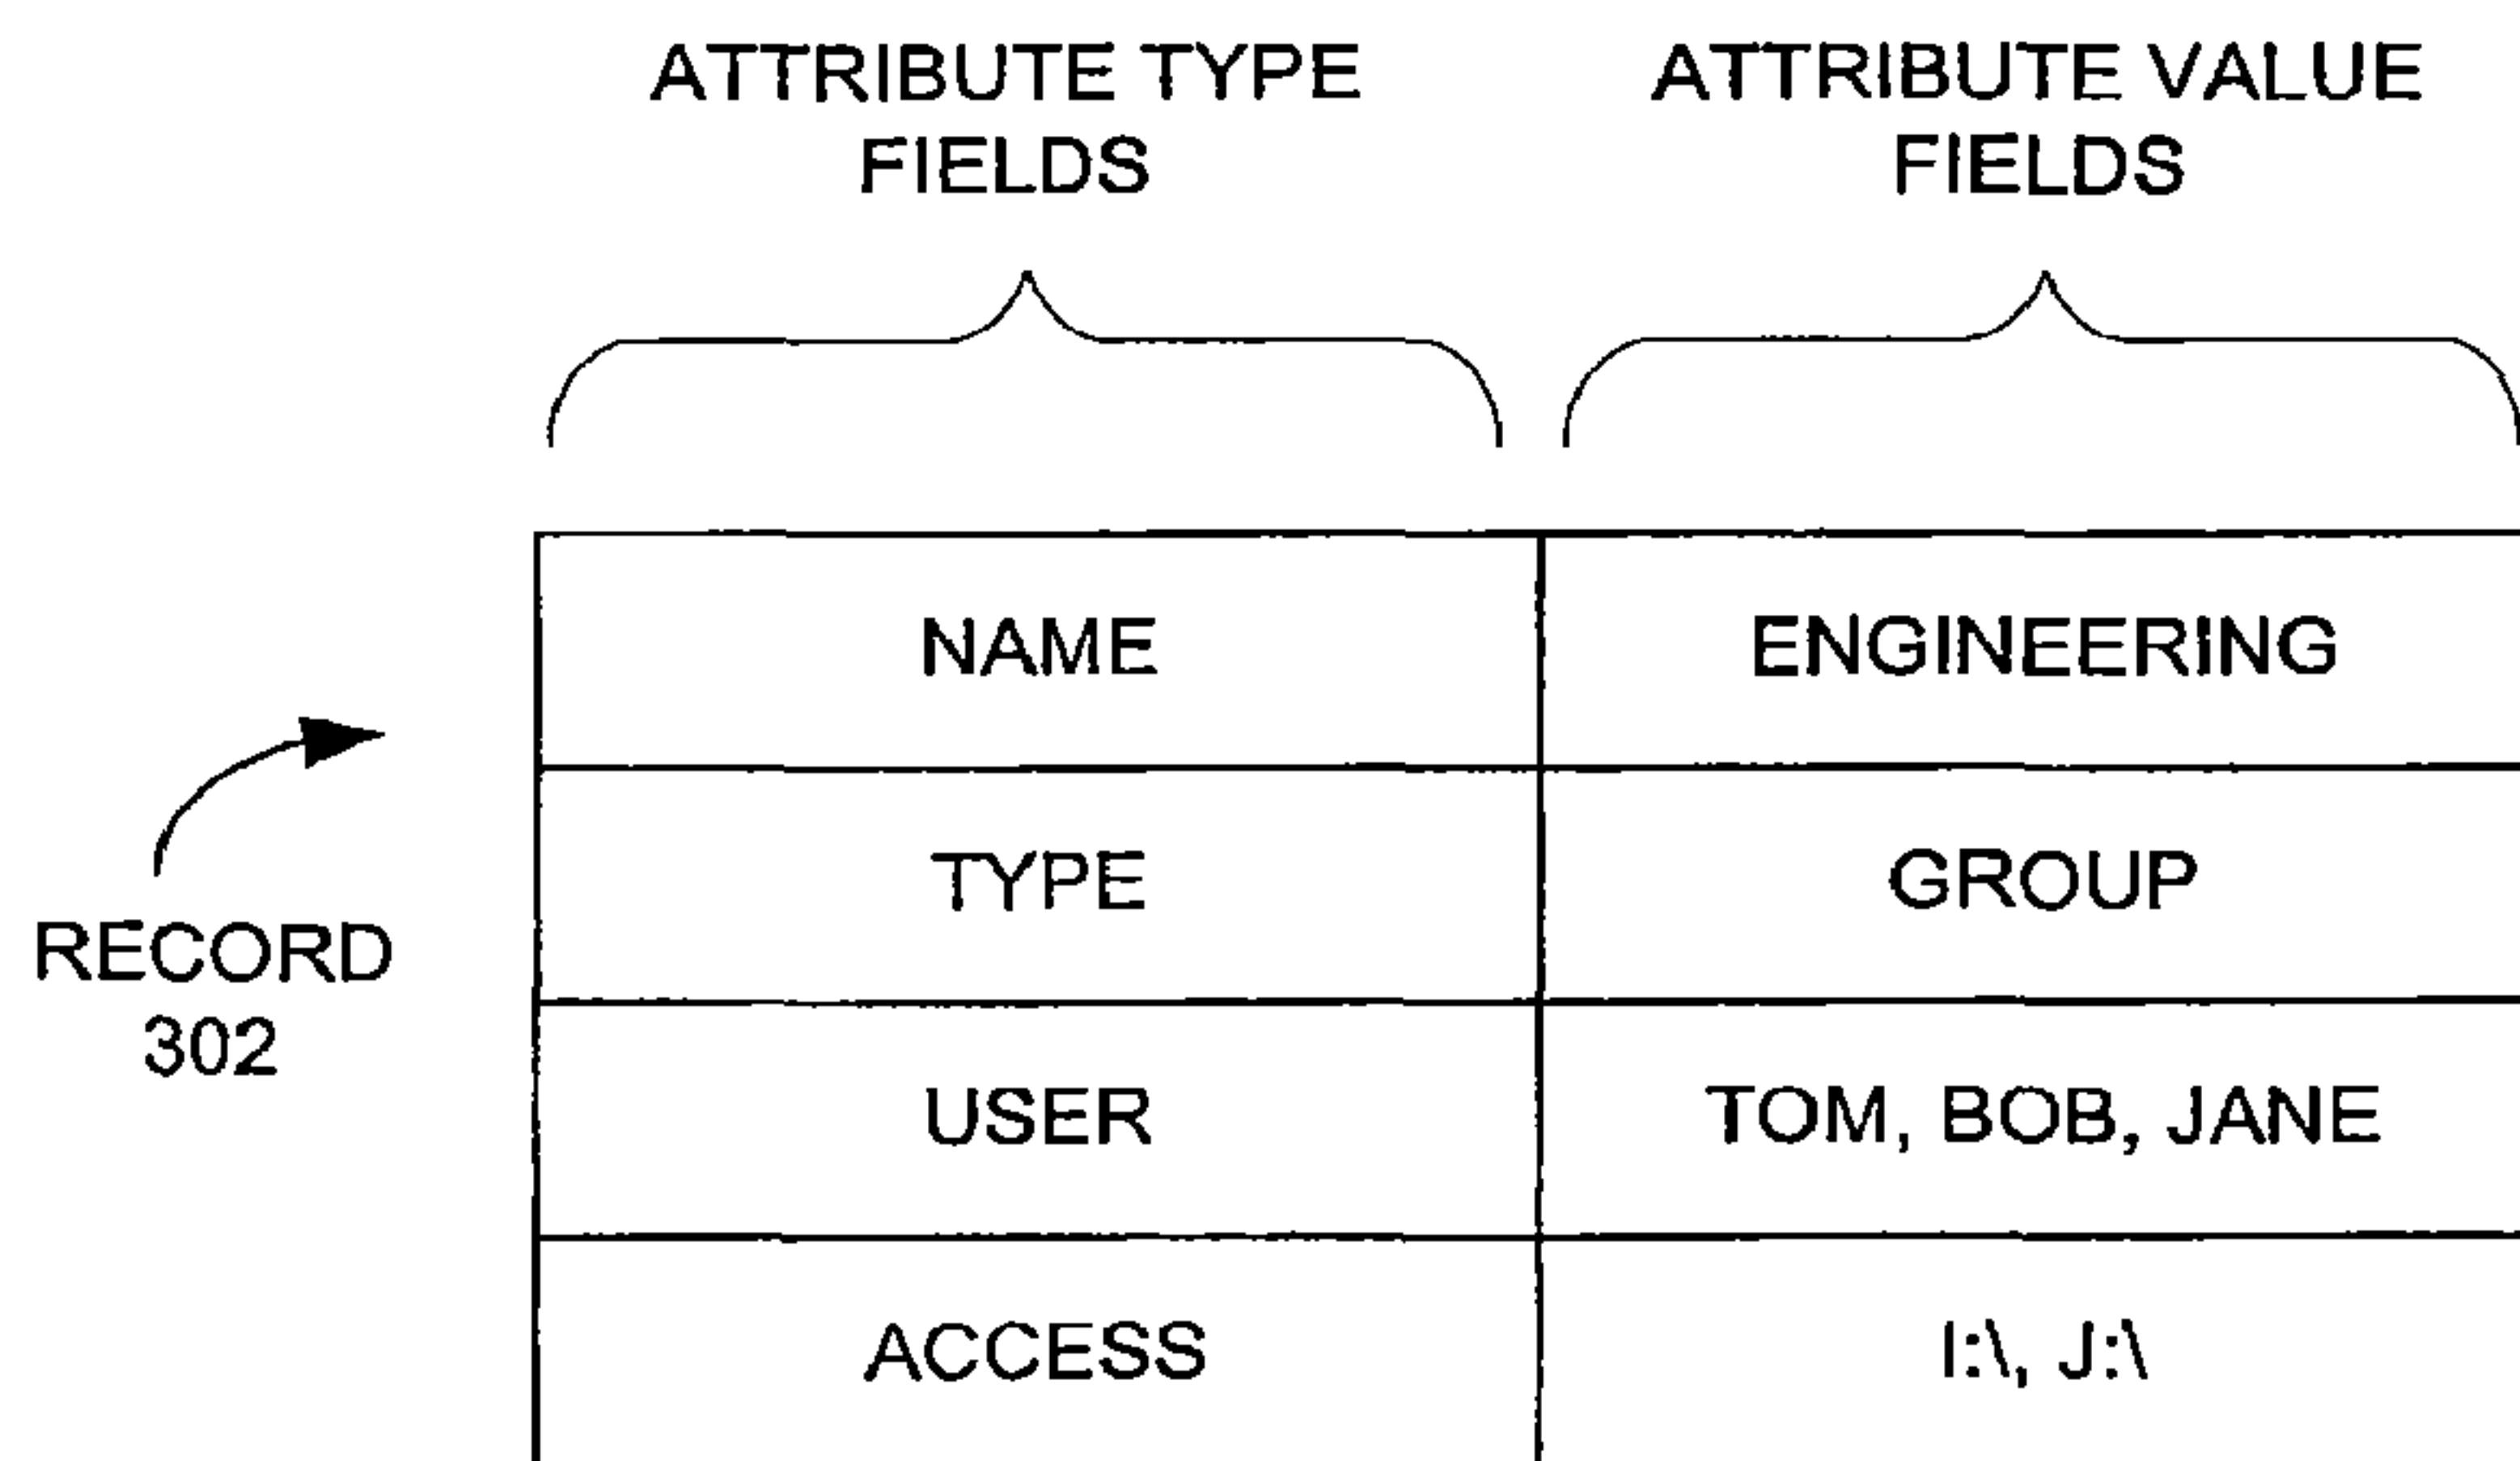 ATTRIBUTE TYPE
FIELDS
ATTRIBUTE VALUE
FIELDS
NAME
ENGINEERING
TYPE
GROUP
RECORD
302
USER
TOM, BOB, JANE
ACCESS
I:\, J:\